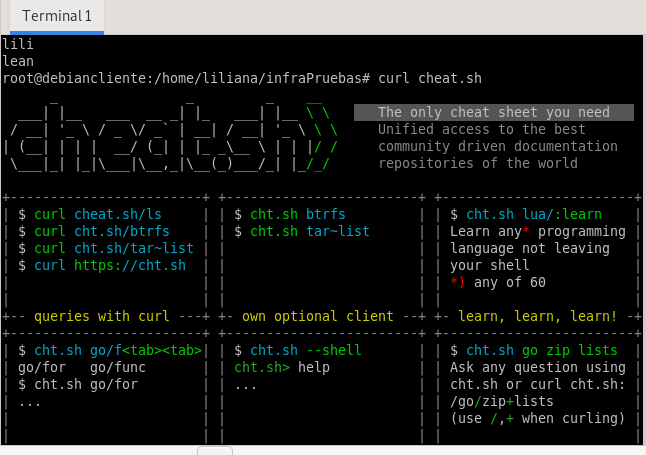 Terminal 1
lili
lean
root@debiancliente:/home/liliana/infraPruebas# curl cheat.sh
cheat.sh
The only cheat sheet you need
Unified access to the best
community driven documentation
repositories of the world
$ curl cheat.sh/ls
$ curl cht.sh/btrfs
$ curl cht.sh/tar~list
$ curl https://cht.sh
queries with curl
$ cht.sh btrfs
$ cht.sh tar~list
own optional client
$ cht.sh lua/:learn
Learn any* programming
language not leaving
your shell
*) any of 60
learn, learn, learn!
$ cht.sh go/f<tab><tab>
go/for   go/func
$ cht.sh go/for
...
$ cht.sh --shell
cht.sh> help
...
$ cht.sh go zip lists
Ask any question using
cht.sh or curl cht.sh:
/go/zip+lists
(use /,+ when curling)